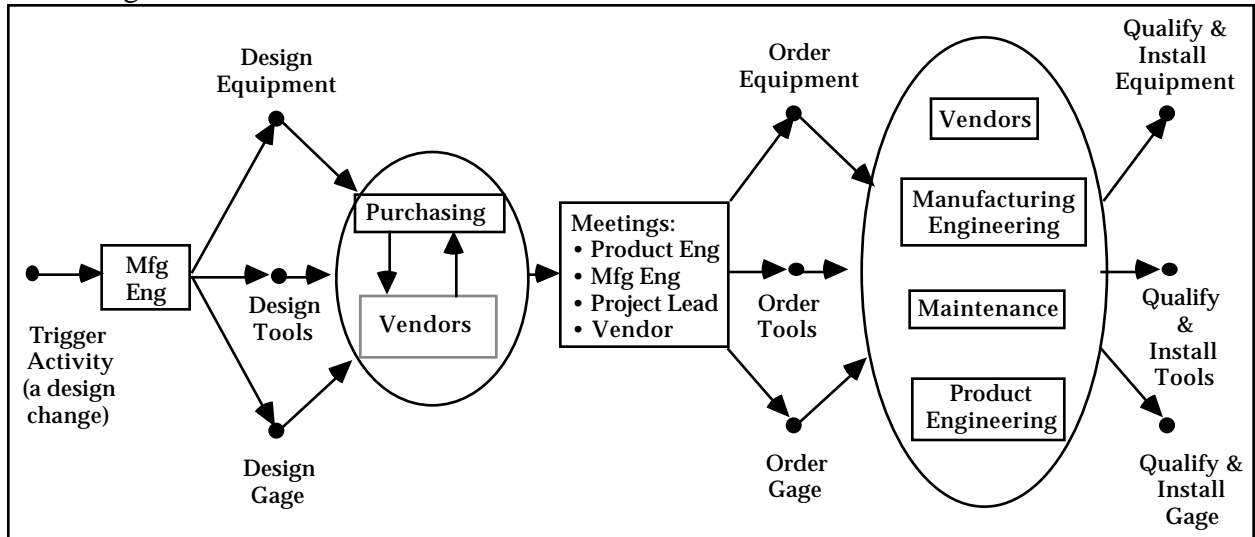 Design
Equipment
Order
Equipment
Qualify &
Install
Equipment
Vendors
Purchasing
Manufacturing
Engineering
Meetings:
• Product Eng
• Mfg Eng
• Project Lead
• Vendor
Mfg
Eng
Design
Tools
Vendors
Order
Tools
Maintenance
Qualify
&
Install
Tools
Trigger
Activity
(a design
change)
Product
Engineering
Design
Gage
Order
Gage
Qualify &
Install
Gage